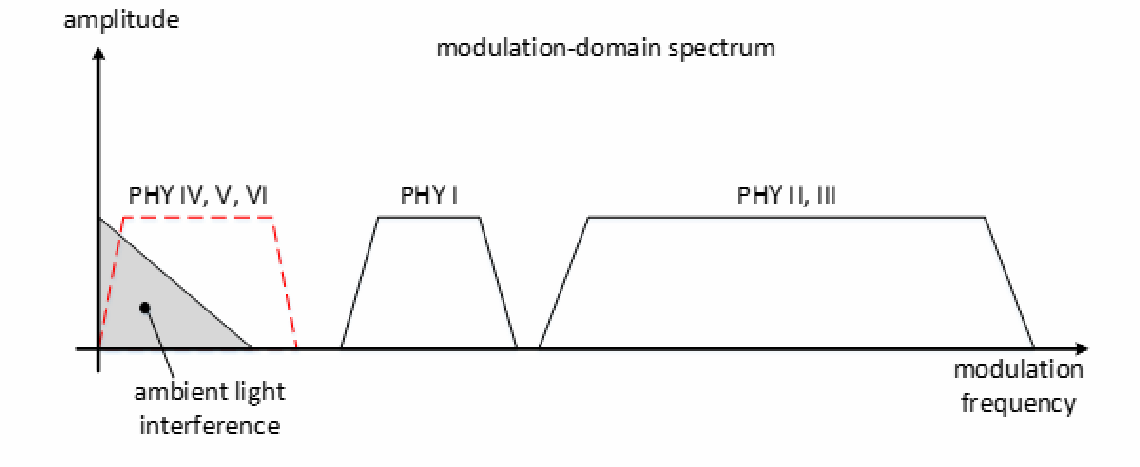 amplitude
modulation-domain spectrum
PHY IV, V, VI
PHY I
PHY II, III
ambient light
interference
modulation
frequency